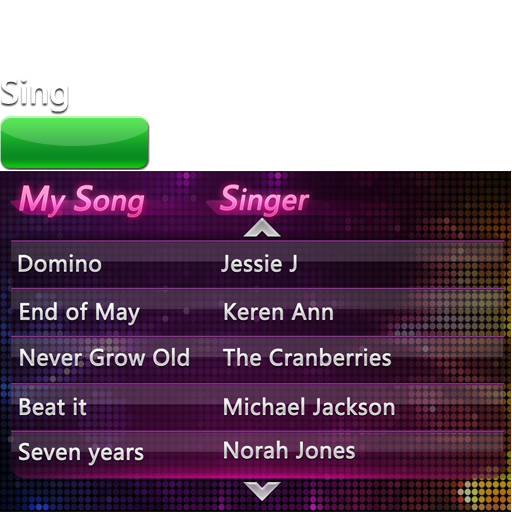 Sing
My Song Singer
Domino Jessie J
End of May Keren Ann
Never Grow Old The Cranberries
Beat it Michael Jackson
Seven years Norah Jones